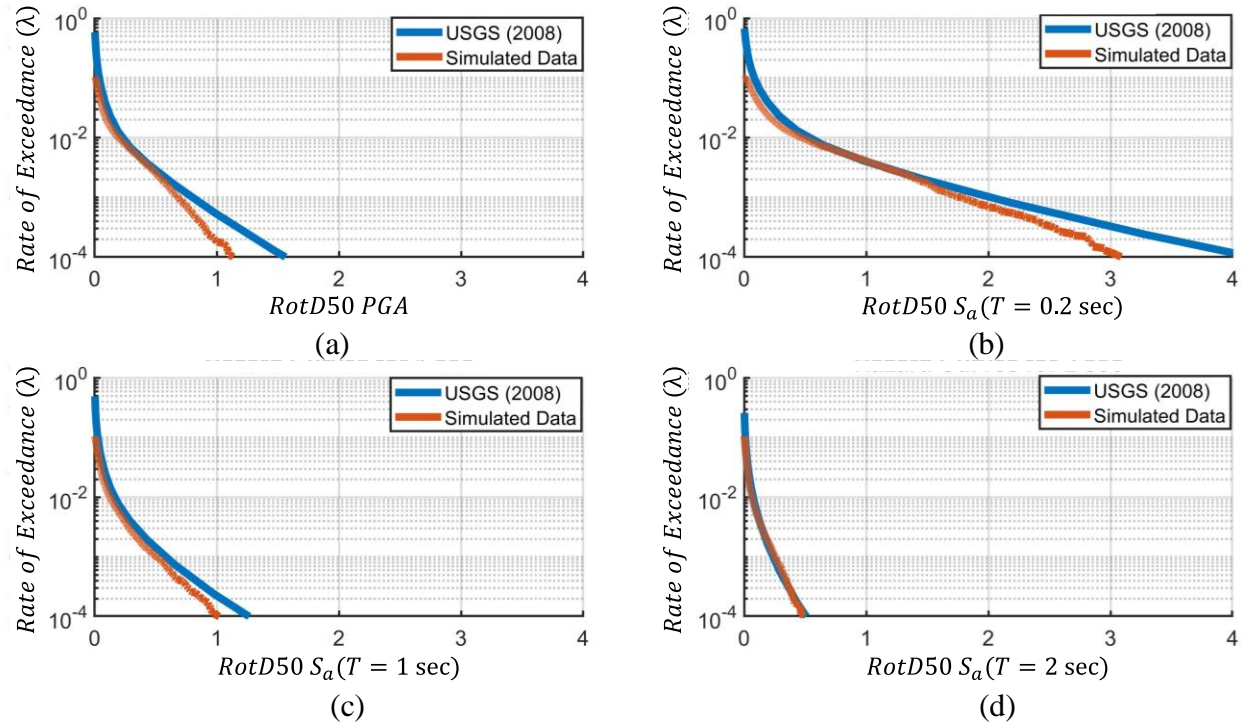 Rate of Exceedance (λ)
10^0
10^-2
10^-4
USGS (2008)
Simulated Data
0 1 2 3 4
RotD50 PGA
(a)
Rate of Exceedance (λ)
10^0
10^-2
10^-4
USGS (2008)
Simulated Data
0 1 2 3 4
RotD50 S_a(T = 0.2 sec)
(b)
Rate of Exceedance (λ)
10^0
10^-2
10^-4
USGS (2008)
Simulated Data
0 1 2 3 4
RotD50 S_a(T = 1 sec)
(c)
Rate of Exceedance (λ)
10^0
10^-2
10^-4
USGS (2008)
Simulated Data
0 1 2 3 4
RotD50 S_a(T = 2 sec)
(d)